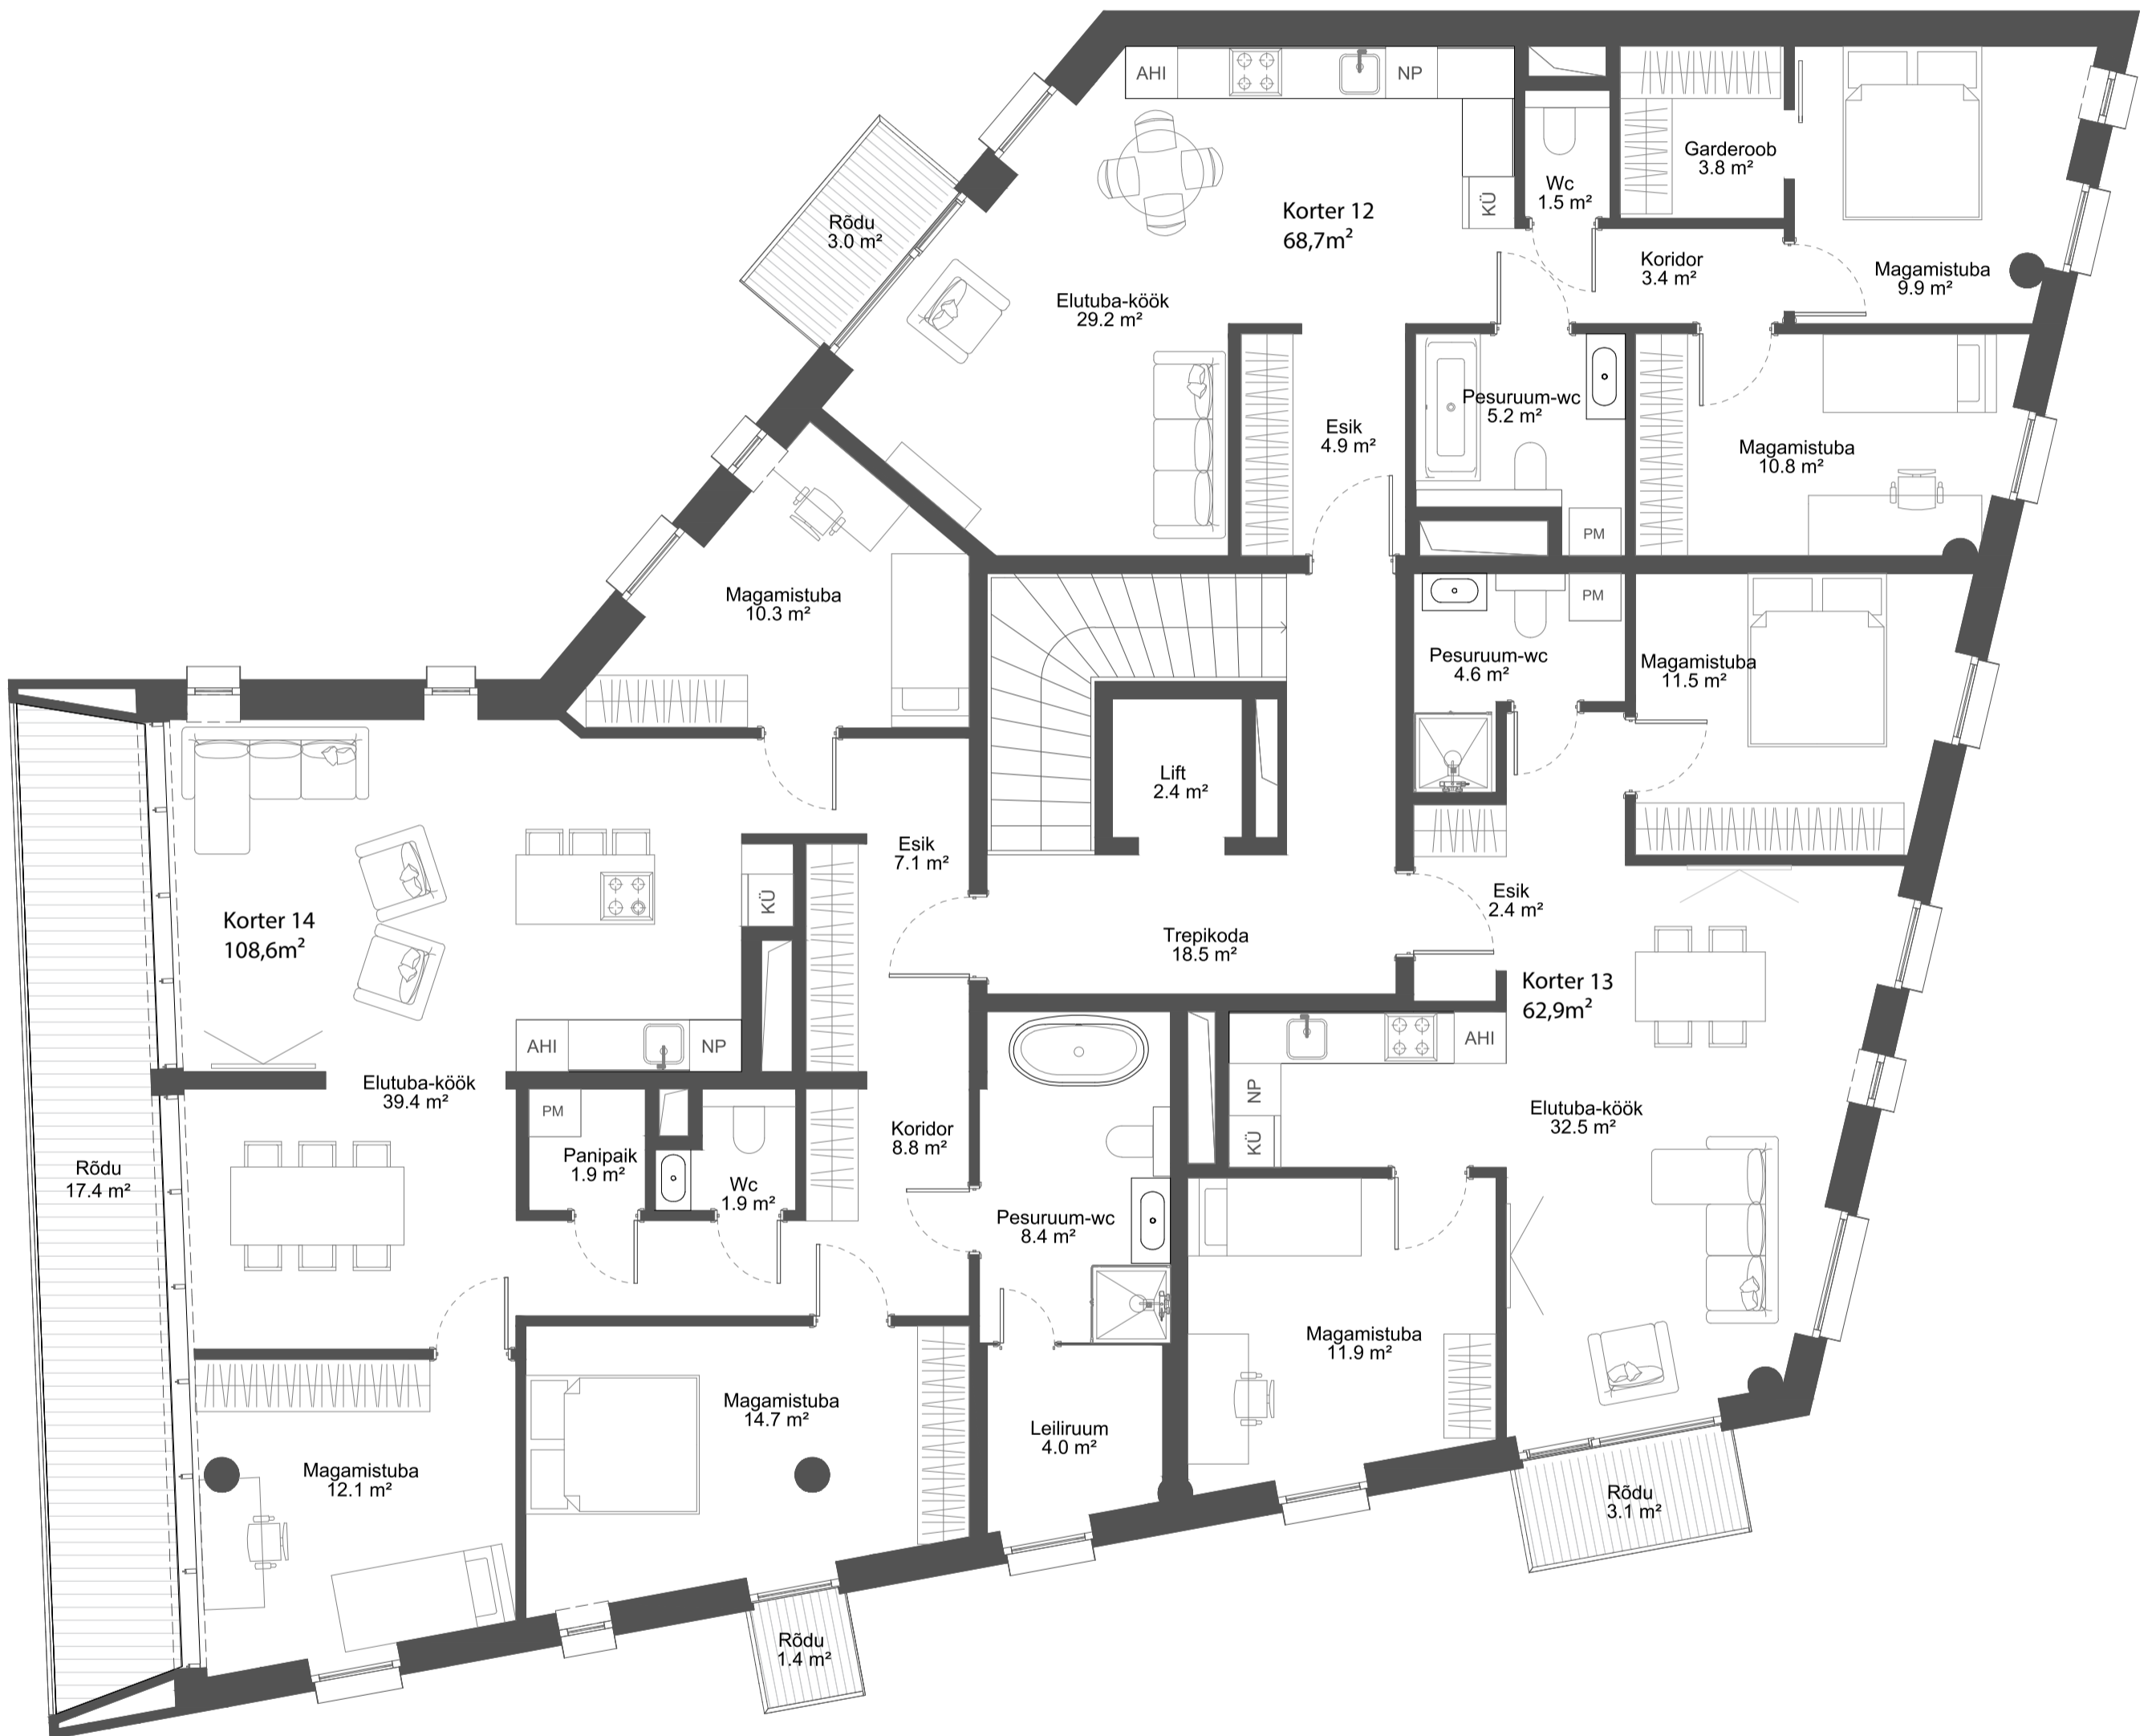 AHI
NP
KÜ
Wc
1.5 m²
Garderoob
3.8 m²
Korter 12
68,7m²
Rõdu
3.0 m²
Koridor
3.4 m²
Magamistuba
9.9 m²
Elutuba-köök
29.2 m²
Pesuruum-wc
5.2 m²
Esik
4.9 m²
Magamistuba
10.8 m²
PM
Magamistuba
10.3 m²
PM
Pesuruum-wc
4.6 m²
Magamistuba
11.5 m²
Lift
2.4 m²
Esik
7.1 m²
KÜ
Korter 14
108,6m²
Esik
2.4 m²
Trepikoda
18.5 m²
Korter 13
62,9m²
AHI
NP
AHI
NP
KÜ
Elutuba-köök
39.4 m²
PM
Panipaik
1.9 m²
Wc
1.9 m²
Koridor
8.8 m²
Elutuba-köök
32.5 m²
Rõdu
17.4 m²
Pesuruum-wc
8.4 m²
Magamistuba
11.9 m²
Magamistuba
14.7 m²
Leiliruum
4.0 m²
Magamistuba
12.1 m²
Rõdu
3.1 m²
Rõdu
1.4 m²